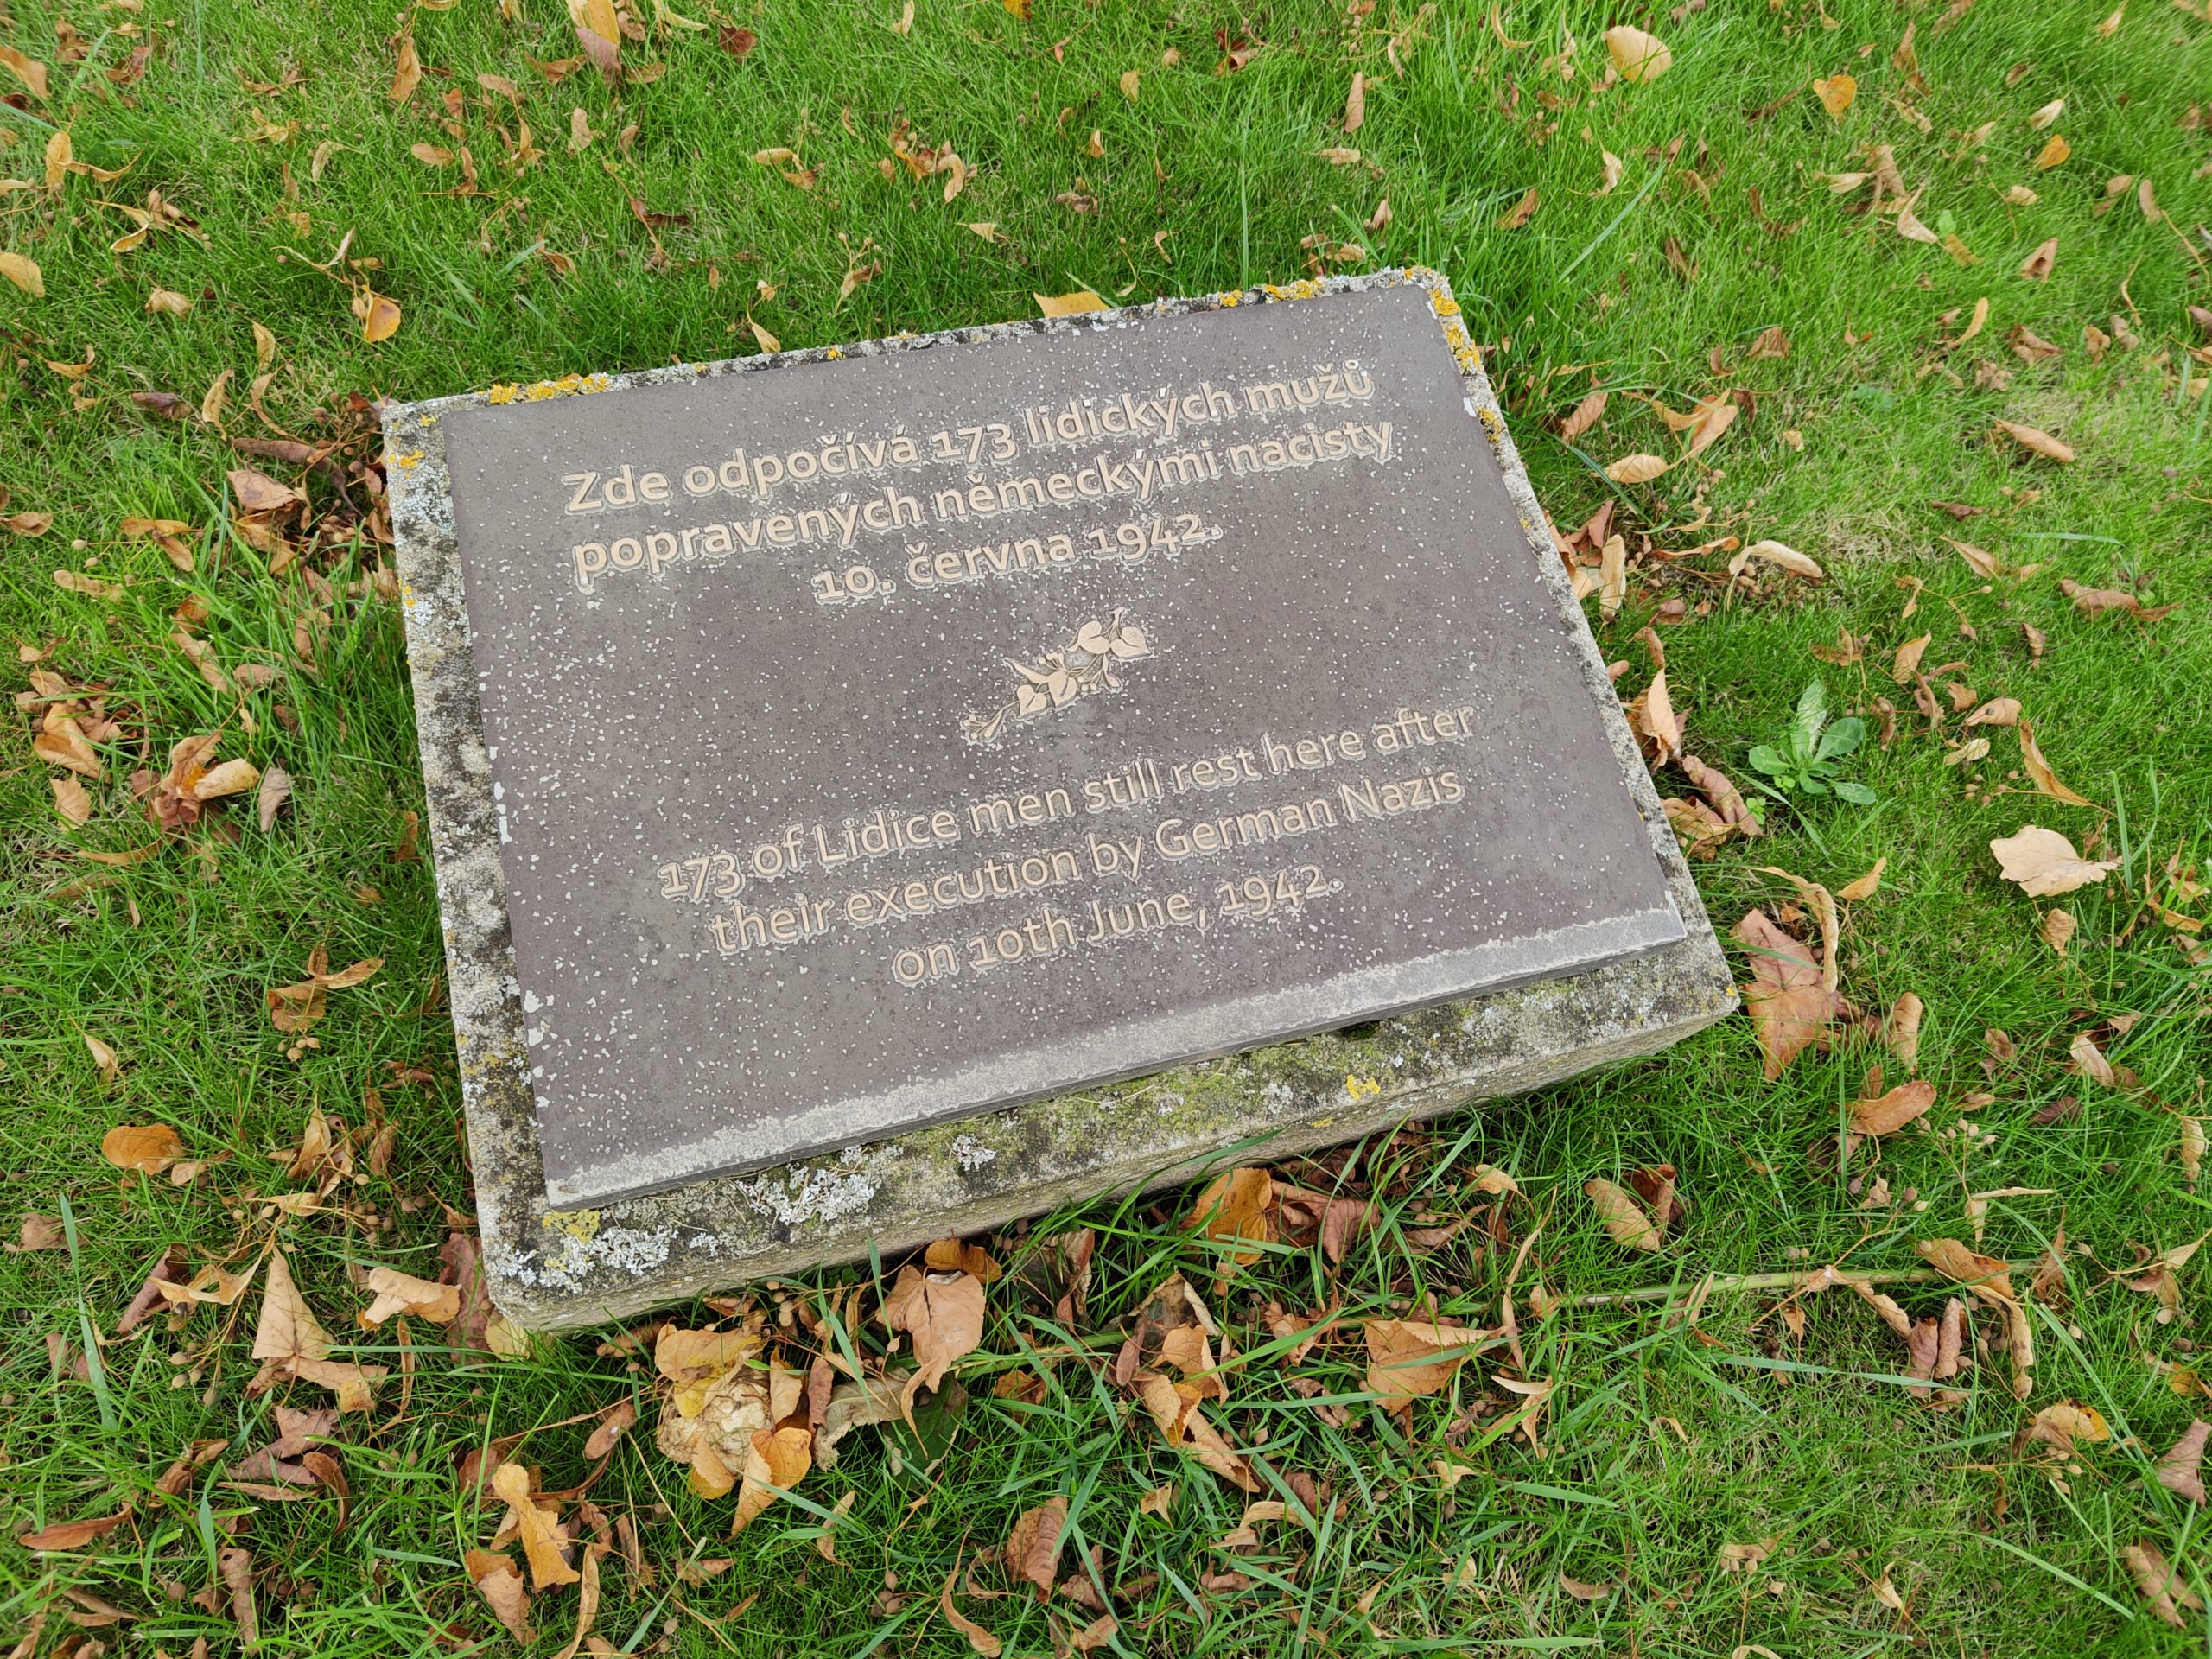 Zde odpočívá 173 lidických mužů
popravených německými nacisty
10. června 1942.
173 of Lidice men still rest here after
their execution by German Nazis
on 10th June, 1942.